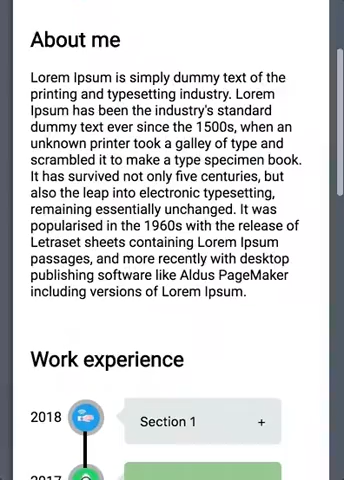 About me
Lorem Ipsum is simply dummy text of the
printing and typesetting industry. Lorem
Ipsum has been the industry's standard
dummy text ever since the 1500s, when an
unknown printer took a galley of type and
scrambled it to make a type specimen book.
It has survived not only five centuries, but
also the leap into electronic typesetting,
remaining essentially unchanged. It was
popularised in the 1960s with the release of
Letraset sheets containing Lorem Ipsum
passages, and more recently with desktop
publishing software like Aldus PageMaker
including versions of Lorem Ipsum.
Work experience
2018 Section 1 +
2017